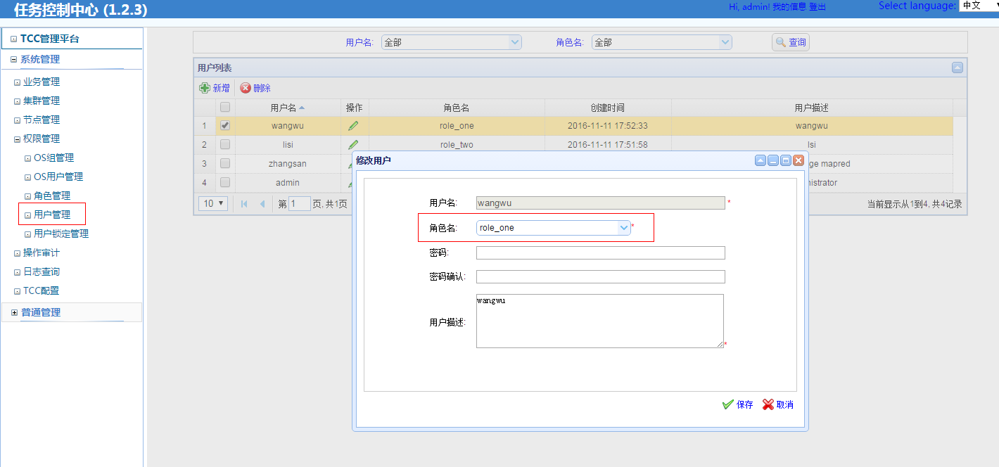 任务控制中心 (1.2.3)
Hi, admin! 我的信息 登出
Select language: 中文
TCC管理平台
系统管理
业务管理
集群管理
节点管理
权限管理
OS组管理
OS用户管理
角色管理
用户管理
用户锁定管理
操作审计
日志查询
TCC配置
普通管理
用户名: 全部 角色名: 全部 查询
用户列表
新增 删除
用户名 操作 角色名 创建时间 用户描述
1 wangwu role_one 2016-11-11 17:52:33 wangwu
2 lisi role_two 2016-11-11 17:51:58 lsi
3 zhangsan ge mapred
4 admin nistrator
10 第 1 页, 共1页 当前显示从1到4, 共4记录
修改用户
用户名: wangwu *
角色名: role_one *
密码:
密码确认:
用户描述: wangwu *
保存 取消